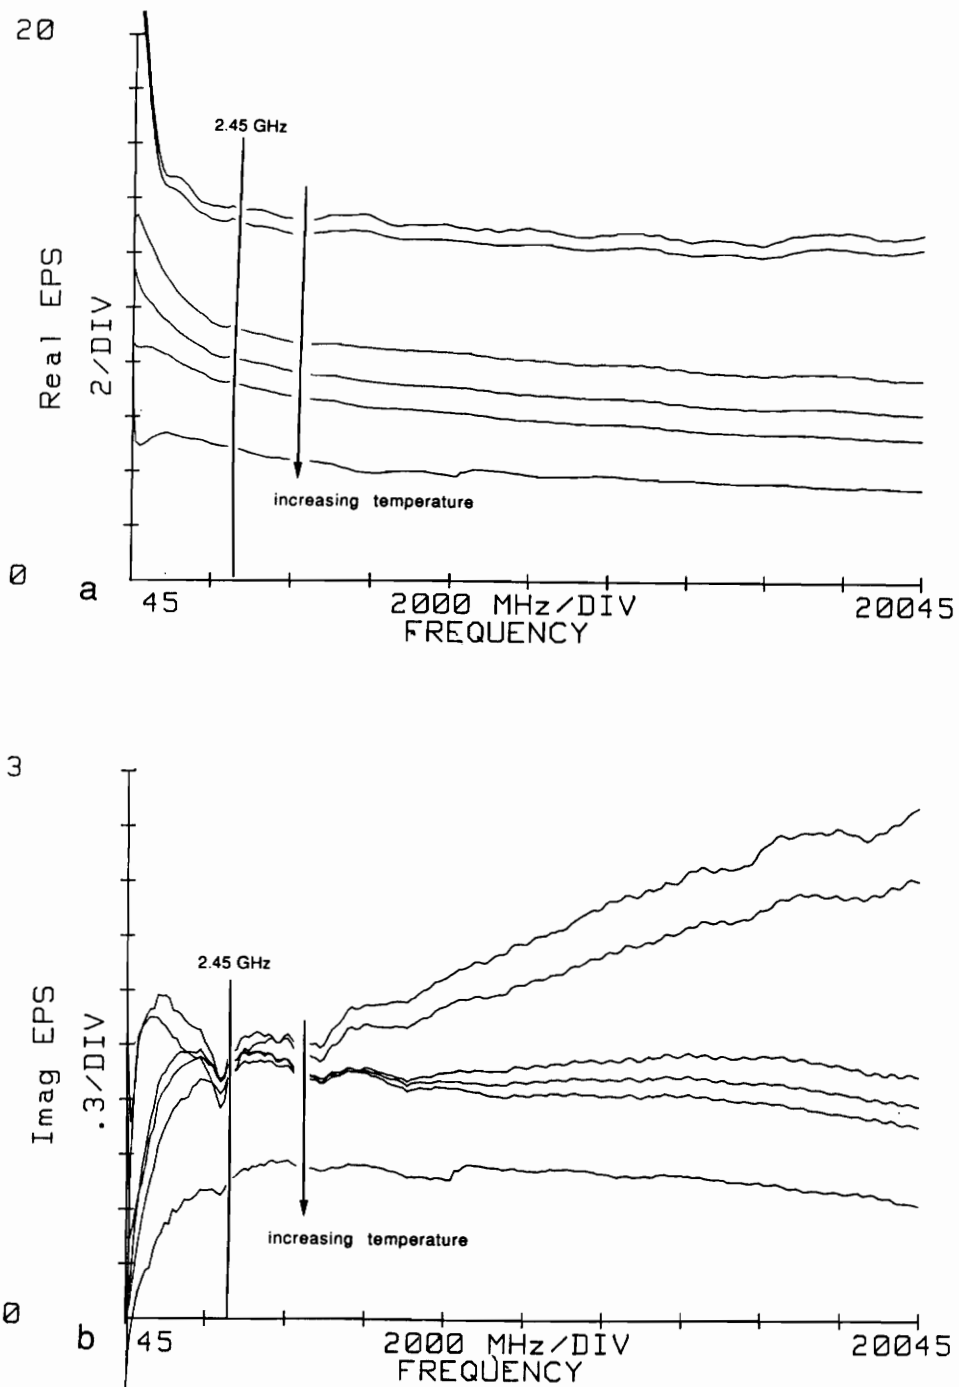 20
2.45 GHz
Real EPS
2/DIV
increasing temperature
0
a
45
2000 MHz/DIV
20045
FREQUENCY
3
2.45 GHz
Imag EPS
.3/DIV
increasing temperature
0
b
45
2000 MHz/DIV
20045
FREQUENCY